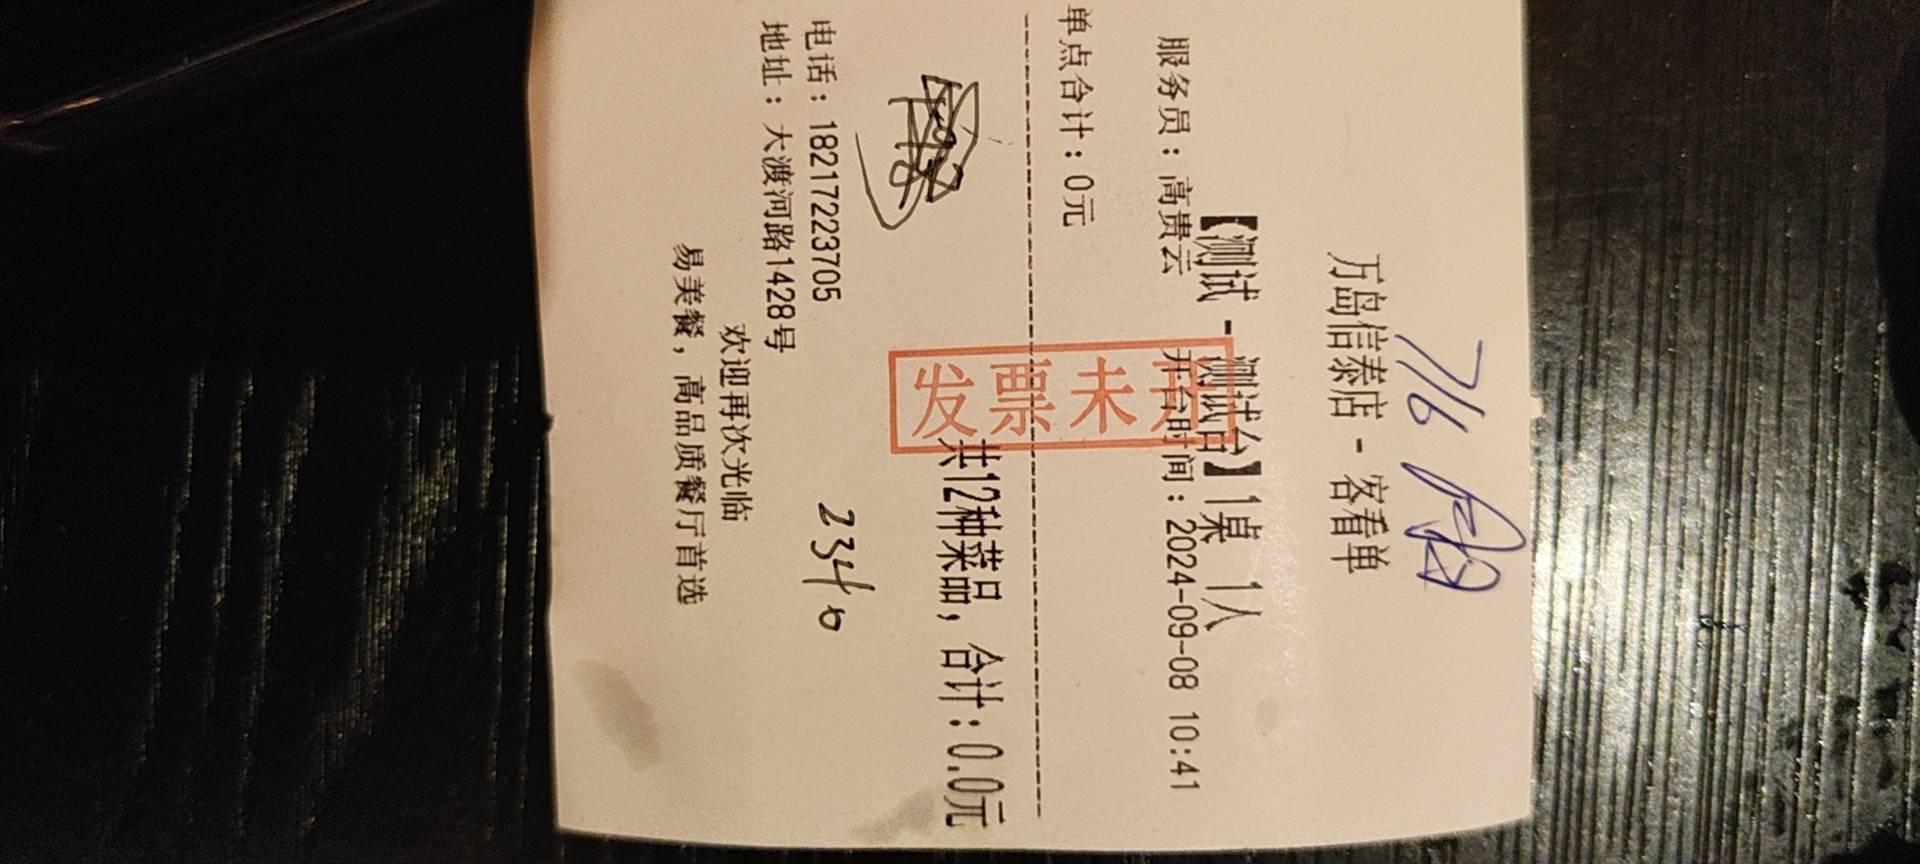 716
万岛信泰店 - 客看单
【测试 - 测试台】1桌 1人
服务员：高贵云 开台时间：2024-09-08 10:41
单点合计：0元
发票未开
共12种菜品，合计：0.0元
电话：18217223705
地址：大渡河路1428号
欢迎再次光临
易美餐，高品质餐厅首选